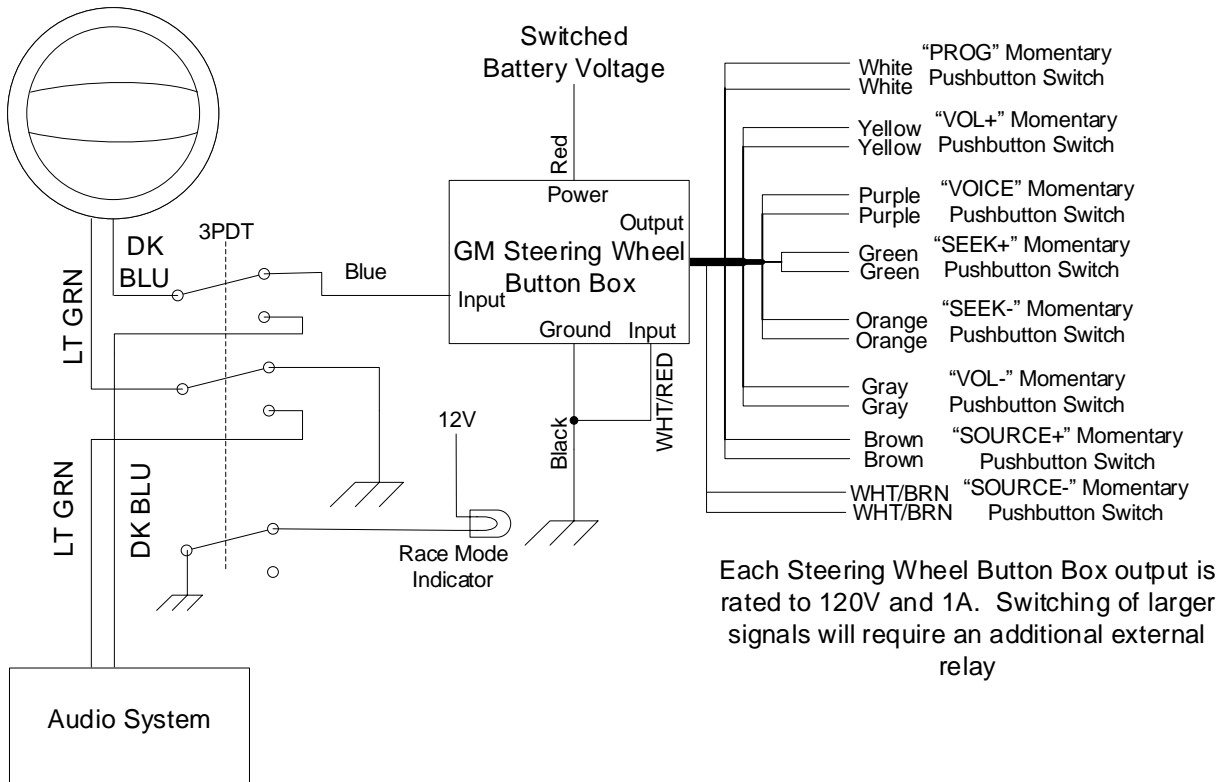 Switched
Battery Voltage
Red
Power
Output
GM Steering Wheel
Button Box
Input
Ground
Input
Blue
3PDT
DK
BLU
LT GRN
LT GRN
DK BLU
12V
Race Mode
Indicator
Black
WHT/RED
Audio System
White
White
“PROG” Momentary
Pushbutton Switch
Yellow
Yellow
“VOL+” Momentary
Pushbutton Switch
Purple
Purple
“VOICE” Momentary
Pushbutton Switch
Green
Green
“SEEK+” Momentary
Pushbutton Switch
Orange
Orange
“SEEK-” Momentary
Pushbutton Switch
Gray
Gray
“VOL-” Momentary
Pushbutton Switch
Brown
Brown
“SOURCE+” Momentary
Pushbutton Switch
WHT/BRN
WHT/BRN
“SOURCE-” Momentary
Pushbutton Switch
Each Steering Wheel Button Box output is
rated to 120V and 1A. Switching of larger
signals will require an additional external
relay